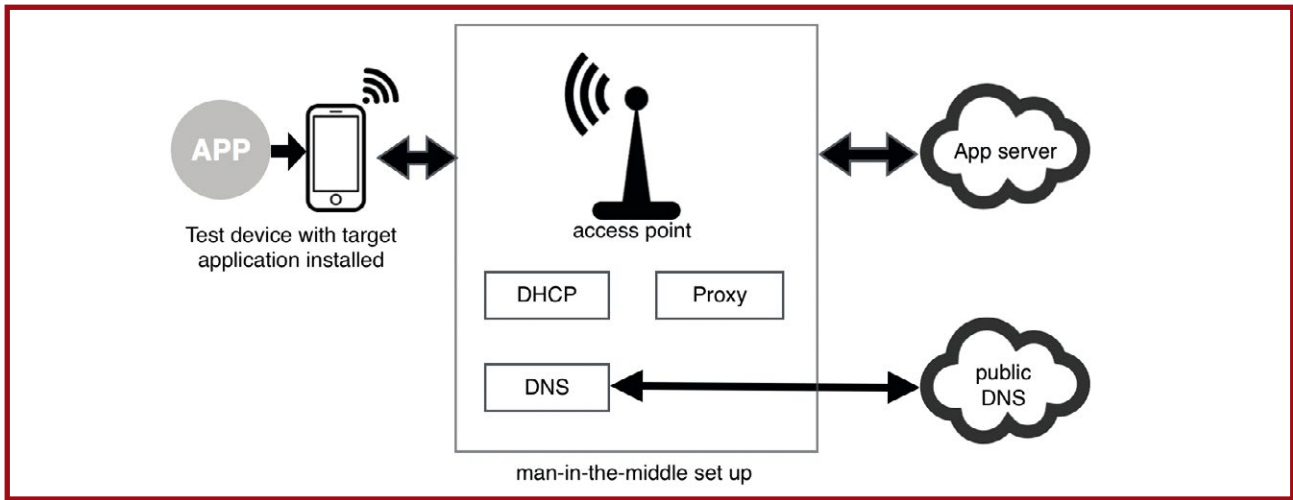 APP
Test device with target
application installed
access point
DHCP
Proxy
DNS
man-in-the-middle set up
App server
public
DNS